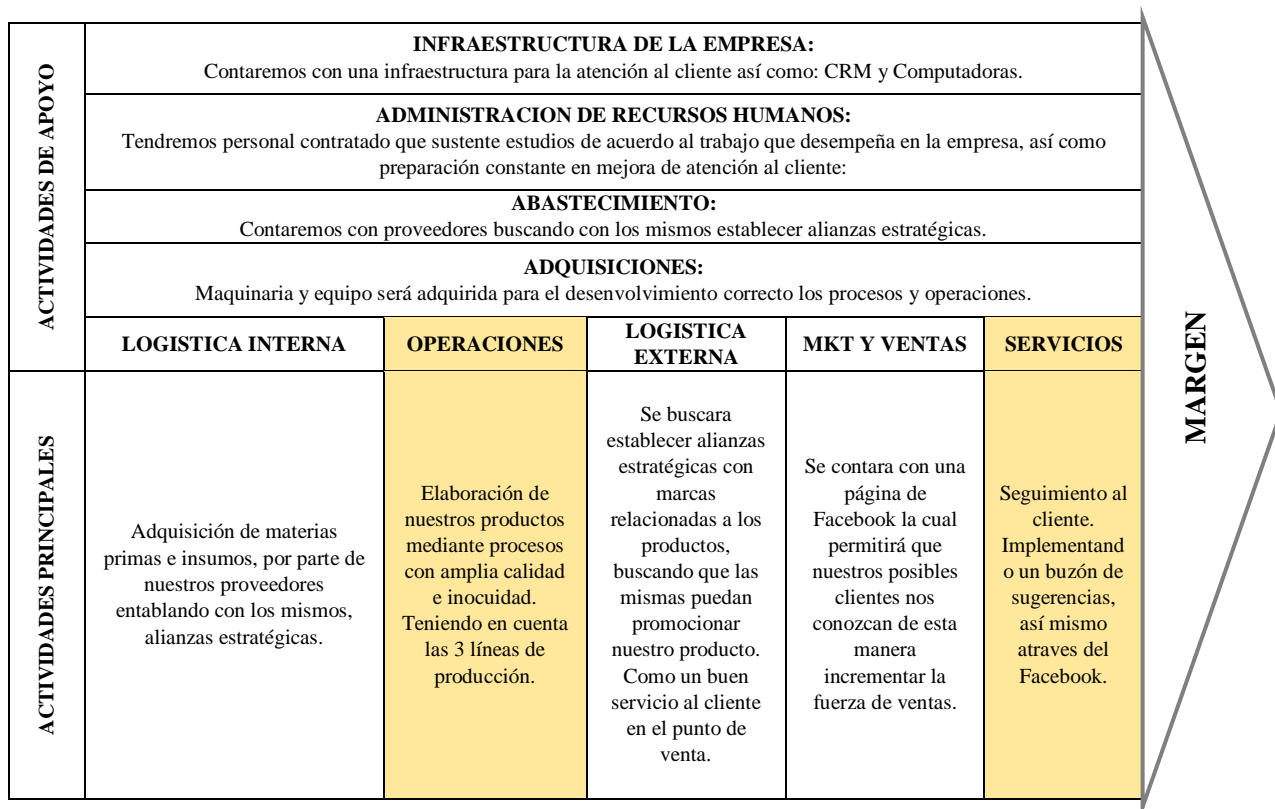 ACTIVIDADES DE APOYO
INFRAESTRUCTURA DE LA EMPRESA:
Contaremos con una infraestructura para la atención al cliente así como: CRM y Computadoras.
ADMINISTRACION DE RECURSOS HUMANOS:
Tendremos personal contratado que sustente estudios de acuerdo al trabajo que desempeña en la empresa, así como
preparación constante en mejora de atención al cliente:
ABASTECIMIENTO:
Contaremos con proveedores buscando con los mismos establecer alianzas estratégicas.
ADQUISICIONES:
Maquinaria y equipo será adquirida para el desenvolvimiento correcto los procesos y operaciones.
LOGISTICA INTERNA
OPERACIONES
LOGISTICA
EXTERNA
MKT Y VENTAS
SERVICIOS
ACTIVIDADES PRINCIPALES
Adquisición de materias
primas e insumos, por parte de
nuestros proveedores
entablando con los mismos,
alianzas estratégicas.
Elaboración de
nuestros productos
mediante procesos
con amplia calidad
e inocuidad.
Teniendo en cuenta
las 3 líneas de
producción.
Se buscara
establecer alianzas
estratégicas con
marcas
relacionadas a los
productos,
buscando que las
mismas puedan
promocionar
nuestro producto.
Como un buen
servicio al cliente
en el punto de
venta.
Se contara con una
página de
Facebook la cual
permitirá que
nuestros posibles
clientes nos
conozcan de esta
manera
incrementar la
fuerza de ventas.
Seguimiento al
cliente.
Implementand
o un buzón de
sugerencias,
así mismo
atraves del
Facebook.
MARGEN